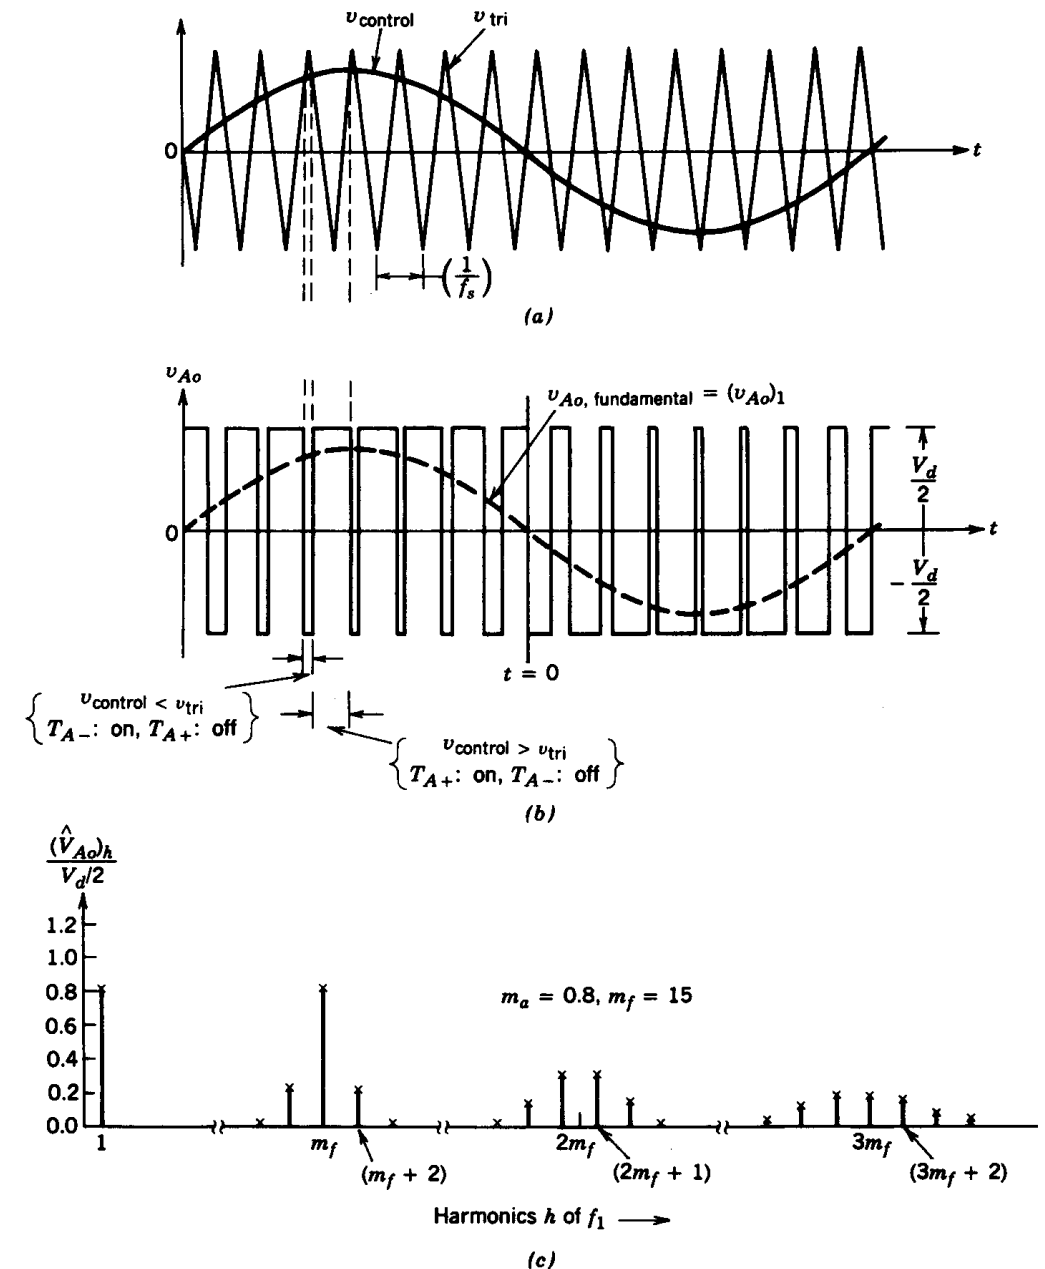 v control v tri
0 t
(1/f_s)
(a)
v_Ao
v_Ao, fundamental = (v_Ao)_1
V_d/2
0 t
-V_d/2
t = 0
{ v_control < v_tri
T_A-: on, T_A+: off }
{ v_control > v_tri
T_A+: on, T_A-: off }
(b)
(V̂_Ao)_h / V_d/2
1.2
1.0
0.8
m_a = 0.8, m_f = 15
0.6
0.4
0.2
0.0
1 m_f 2m_f 3m_f
(m_f + 2) (2m_f + 1) (3m_f + 2)
Harmonics h of f_1 →
(c)